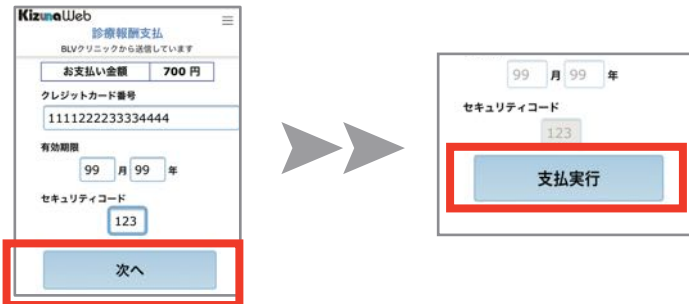 KizunaWeb
診療報酬支払
BLVクリニックから送信しています
お支払い金額 700 円
クレジットカード番号
1111222233334444
有効期限
99 月 99 年
セキュリティコード
123
次へ
99 月 99 年
セキュリティコード
123
支払実行